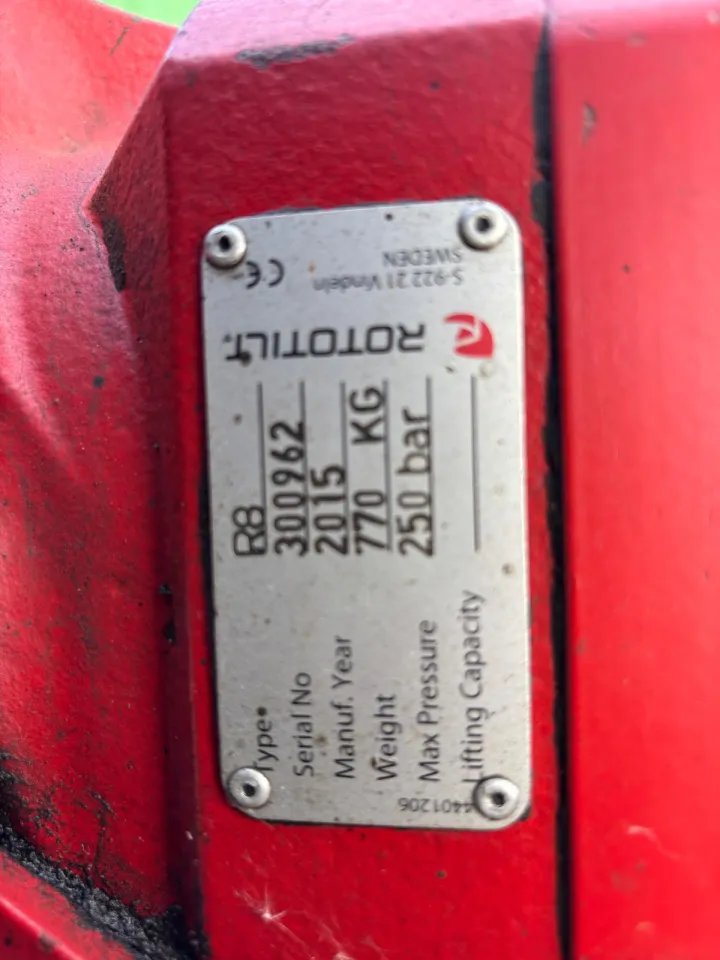 ROTOTILT
S-922 21 Vindeln
SWEDEN
CE
Type R8
Serial No 300962
Manuf. Year 2015
Weight 770 KG
Max Pressure 250 bar
Lifting Capacity
4401206